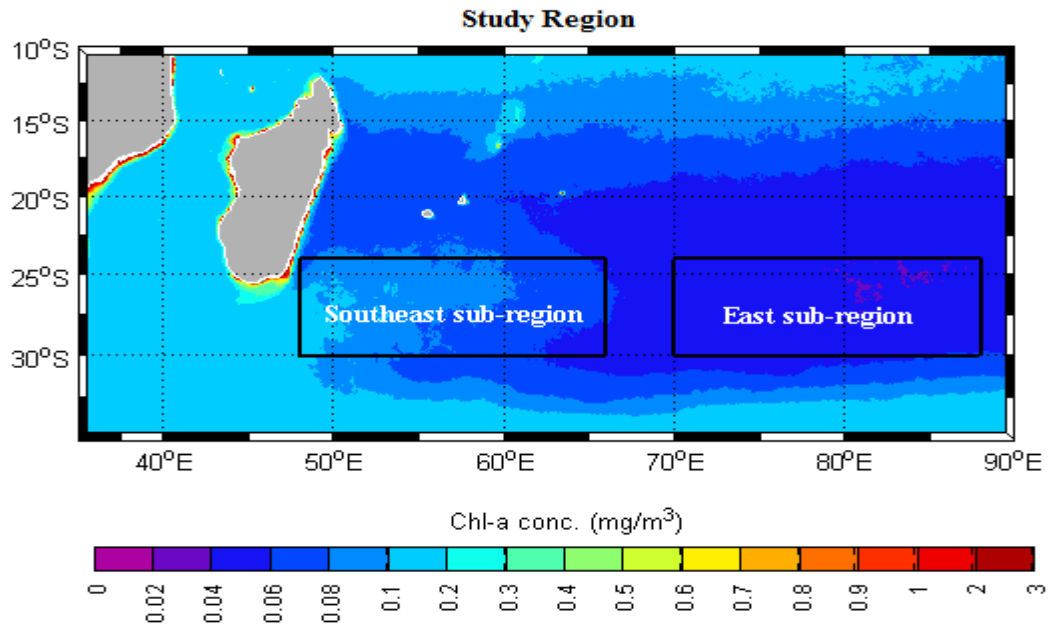 Study Region
10°S
15°S
20°S
25°S
30°S
Southeast sub-region
East sub-region
40°E 50°E 60°E 70°E 80°E 90°E
Chl-a conc. (mg/m³)
0 0.02 0.04 0.06 0.08 0.1 0.2 0.3 0.4 0.5 0.6 0.7 0.8 0.9 1 2 3